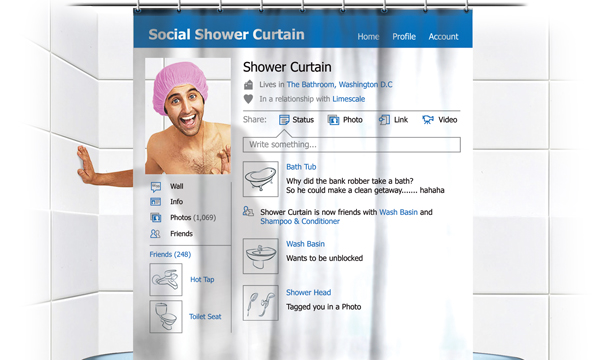 Social Shower Curtain
Home Profile Account
Shower Curtain
Lives in The Bathroom, Washington D.C
In a relationship with Limescale
Share: Status Photo Link Video
Write something...
Bath Tub
Why did the bank robber take a bath?
So he could make a clean getaway....... hahaha
Shower Curtain is now friends with Wash Basin and
Shampoo & Conditioner
Wash Basin
Wants to be unblocked
Shower Head
Tagged you in a Photo
Wall
Info
Photos (1,069)
Friends
Friends (248)
Hot Tap
Toilet Seat